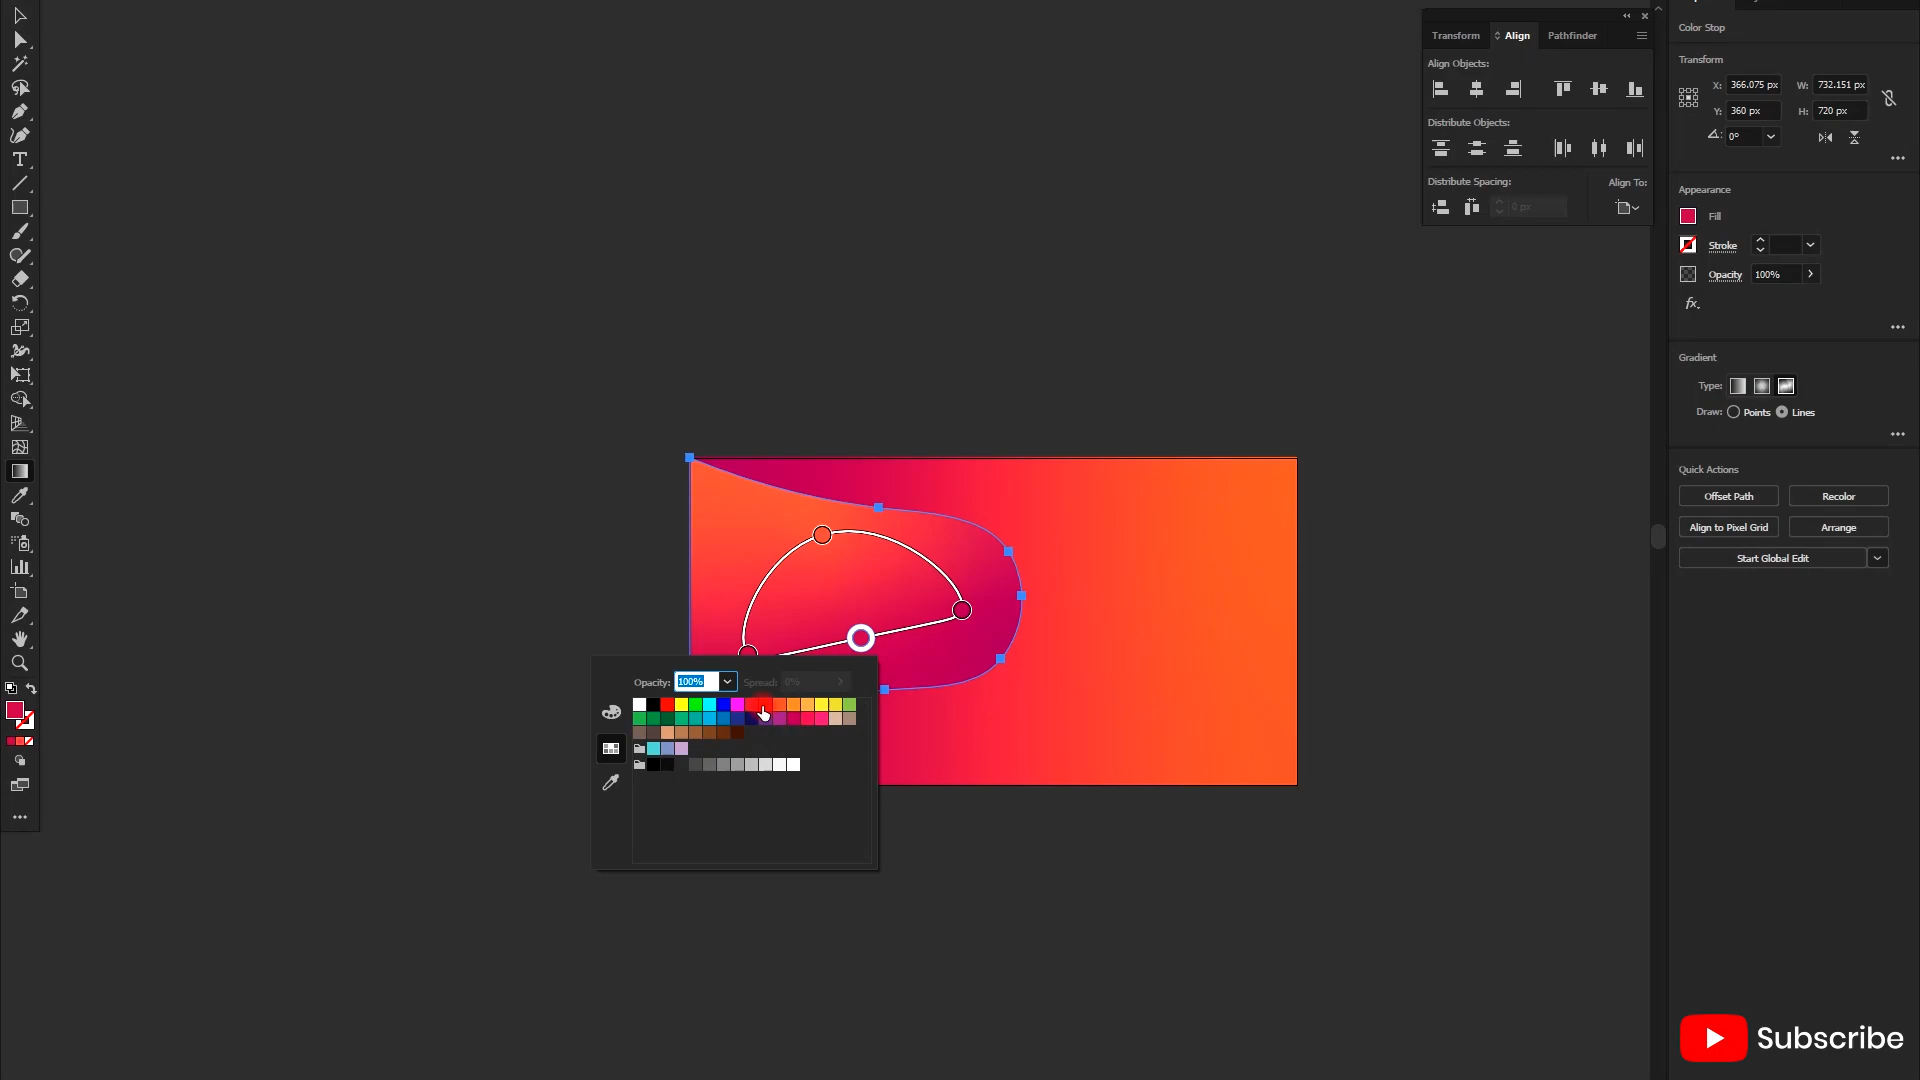 Transform
Align
Pathfinder
Align Objects:
Distribute Objects:
Distribute Spacing:
Align To:
0 px
Color Stop
Transform
X:
366.075 px
W:
732.151 px
Y:
360 px
H:
720 px
0°
Appearance
Fill
Stroke
Opacity
100%
fx.
Gradient
Type:
Draw:
Points
Lines
Quick Actions
Offset Path
Recolor
Align to Pixel Grid
Arrange
Start Global Edit
Opacity:
100%
Spread:
0%
Subscribe